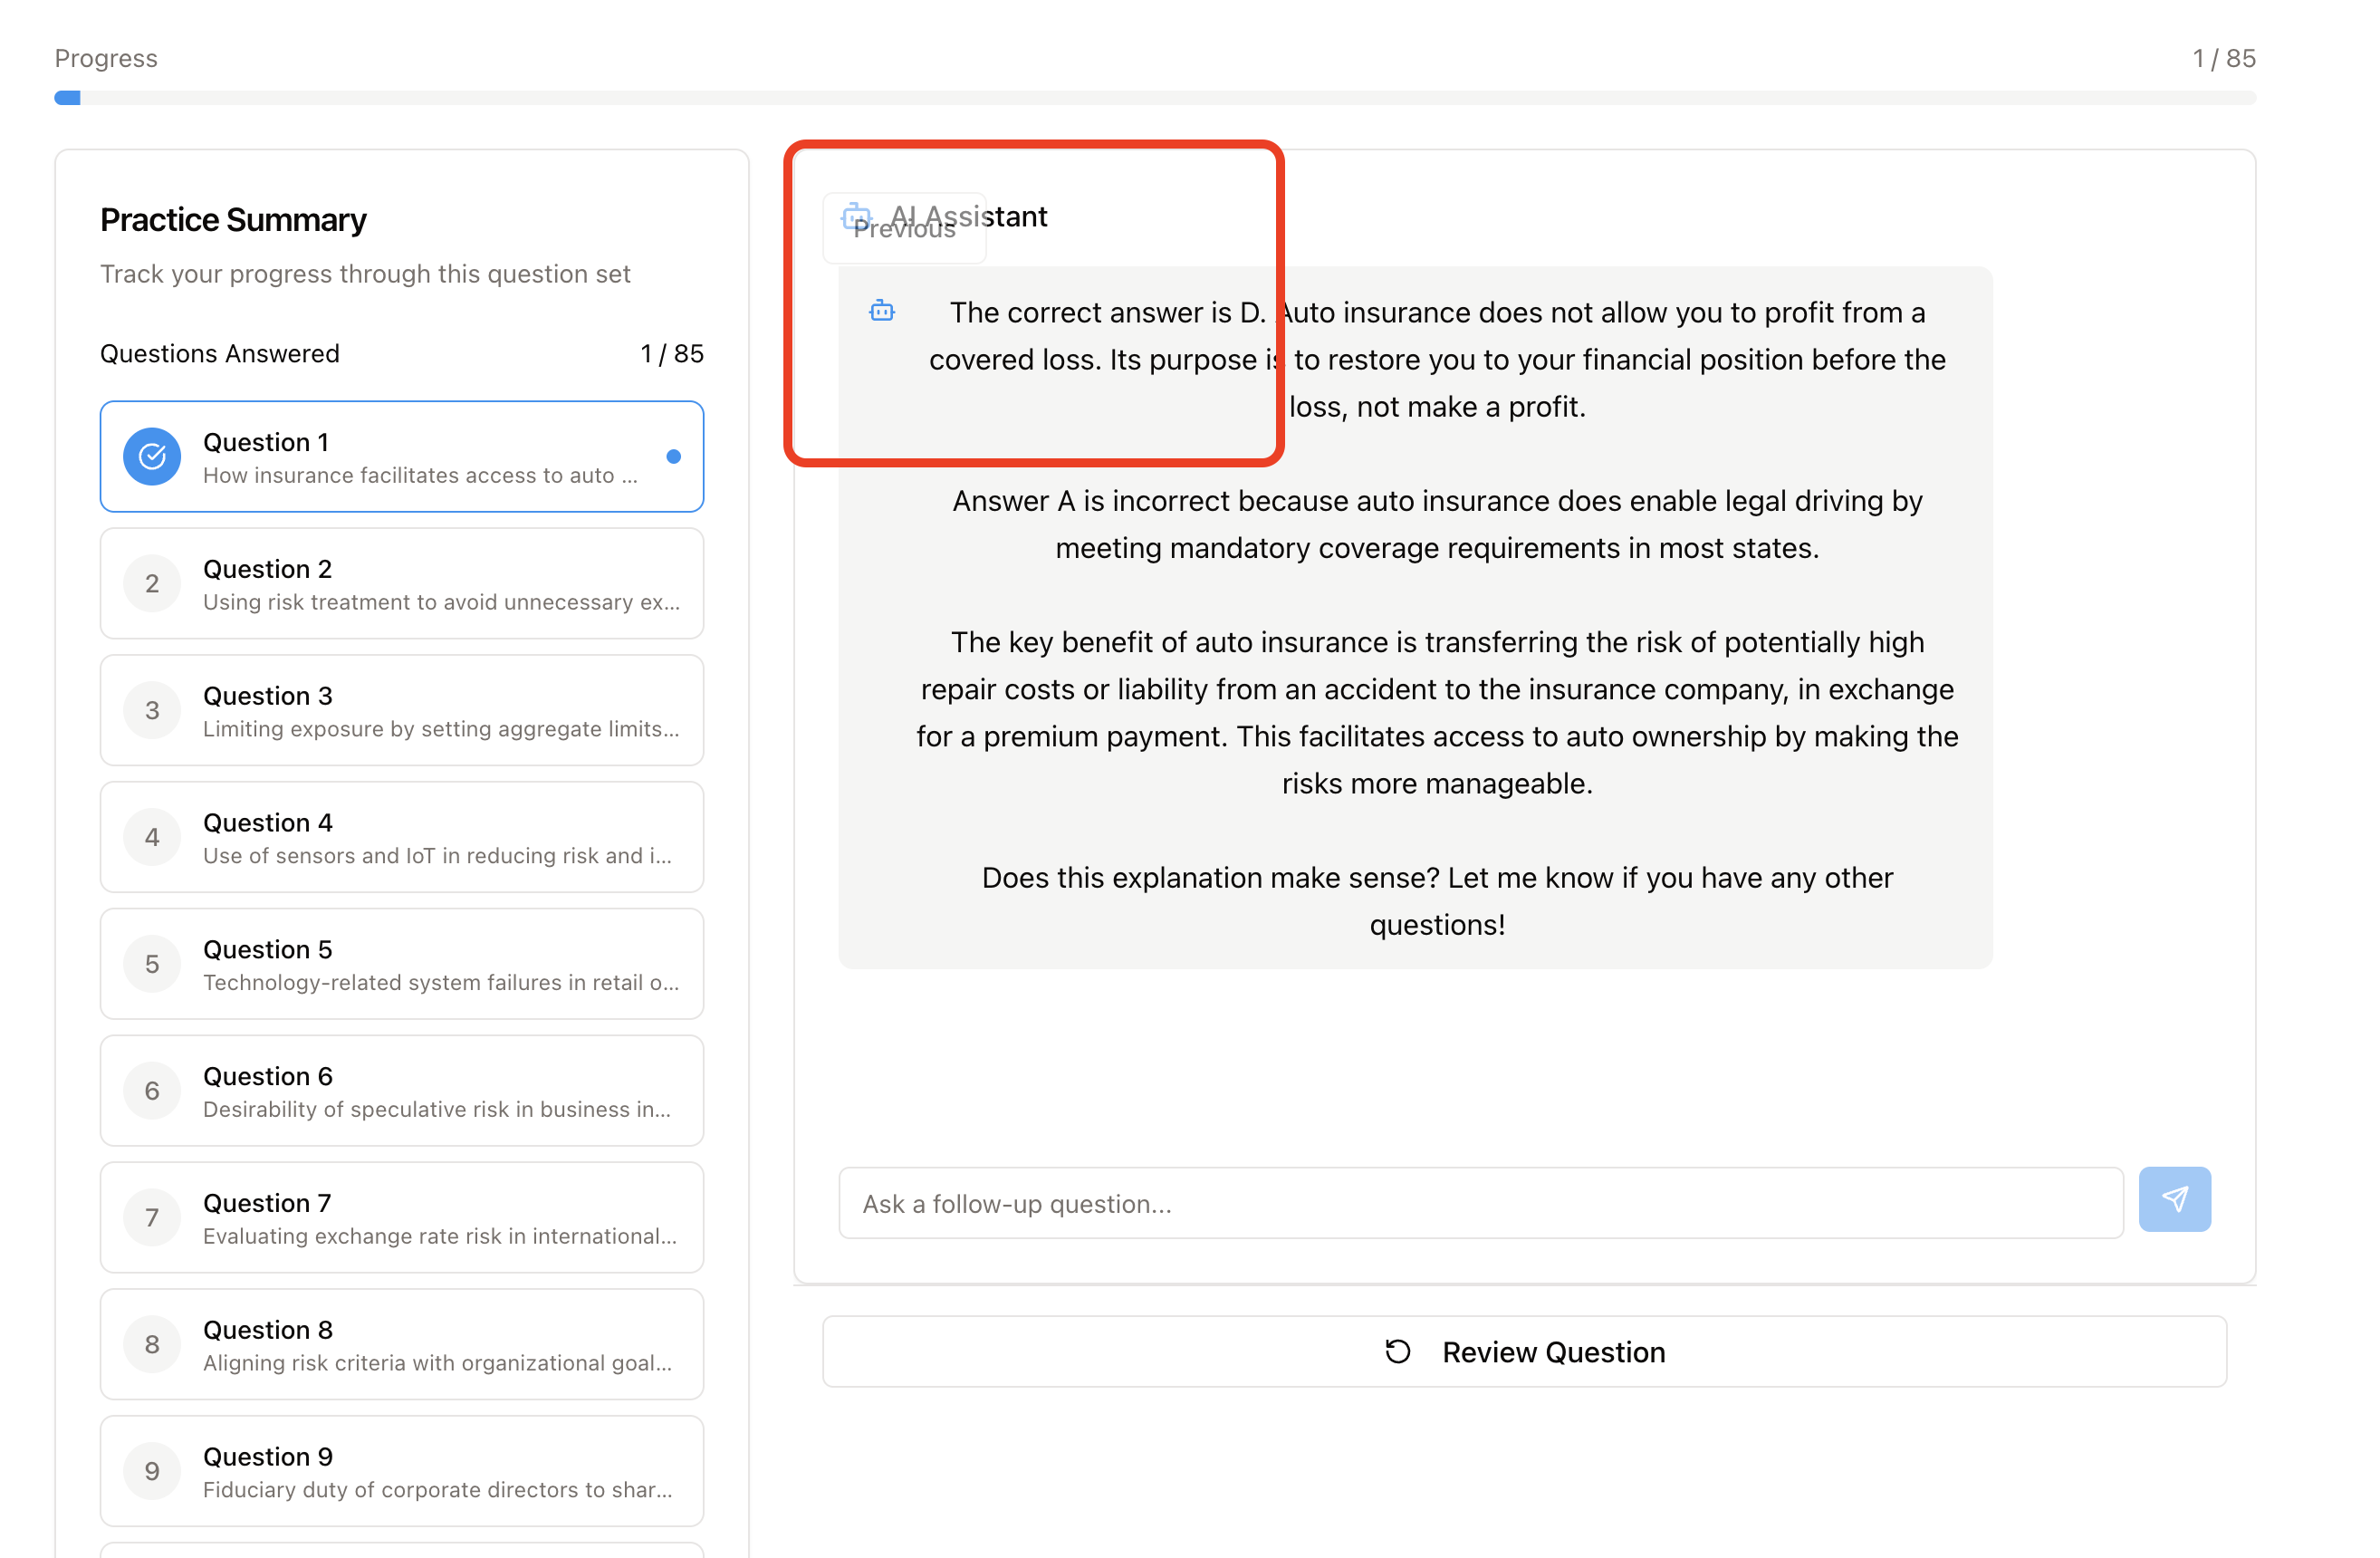 Progress
1 / 85
Practice Summary
Track your progress through this question set
Questions Answered
1 / 85
Question 1
How insurance facilitates access to auto ...
2
Question 2
Using risk treatment to avoid unnecessary ex...
3
Question 3
Limiting exposure by setting aggregate limits...
4
Question 4
Use of sensors and IoT in reducing risk and i...
5
Question 5
Technology-related system failures in retail o...
6
Question 6
Desirability of speculative risk in business in...
7
Question 7
Evaluating exchange rate risk in international...
8
Question 8
Aligning risk criteria with organizational goal...
9
Question 9
Fiduciary duty of corporate directors to shar...
AI Assistant
Previous
The correct answer is D. Auto insurance does not allow you to profit from a
covered loss. Its purpose is to restore you to your financial position before the
loss, not make a profit.
Answer A is incorrect because auto insurance does enable legal driving by
meeting mandatory coverage requirements in most states.
The key benefit of auto insurance is transferring the risk of potentially high
repair costs or liability from an accident to the insurance company, in exchange
for a premium payment. This facilitates access to auto ownership by making the
risks more manageable.
Does this explanation make sense? Let me know if you have any other
questions!
Ask a follow-up question...
Review Question